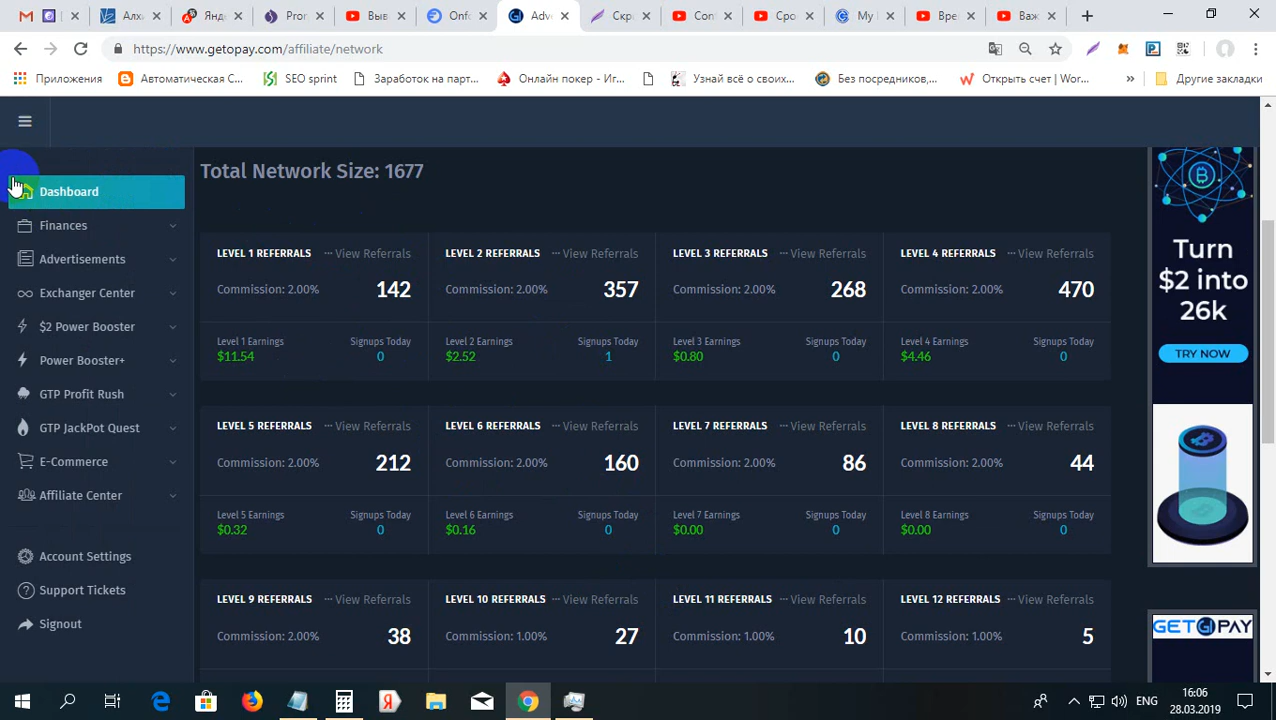 Алхи
Янде
Pron
Выв
Onfo
Adve
Скр
Соп
Спо
My
Вре
Важ
https://www.getopay.com/affiliate/network
Приложения
Автоматическая С...
SEO sprint
Заработок на парт...
Онлайн покер - Иг...
Узнай всё о своих...
Без посредников,...
Открыть счет | Wor...
»
Другие закладки
Total Network Size: 1677
Dashboard
Finances
Advertisements
Exchanger Center
$2 Power Booster
Power Booster+
GTP Profit Rush
GTP JackPot Quest
E-Commerce
Affiliate Center
Account Settings
Support Tickets
Signout
LEVEL 1 REFERRALS ··· View Referrals
Commission: 2.00% 142
Level 1 Earnings Signups Today
$11.54 0
LEVEL 2 REFERRALS ··· View Referrals
Commission: 2.00% 357
Level 2 Earnings Signups Today
$2.52 1
LEVEL 3 REFERRALS ··· View Referrals
Commission: 2.00% 268
Level 3 Earnings Signups Today
$0.80 0
LEVEL 4 REFERRALS ··· View Referrals
Commission: 2.00% 470
Level 4 Earnings Signups Today
$4.46 0
LEVEL 5 REFERRALS ··· View Referrals
Commission: 2.00% 212
Level 5 Earnings Signups Today
$0.32 0
LEVEL 6 REFERRALS ··· View Referrals
Commission: 2.00% 160
Level 6 Earnings Signups Today
$0.16 0
LEVEL 7 REFERRALS ··· View Referrals
Commission: 2.00% 86
Level 7 Earnings Signups Today
$0.00 0
LEVEL 8 REFERRALS ··· View Referrals
Commission: 2.00% 44
Level 8 Earnings Signups Today
$0.00 0
LEVEL 9 REFERRALS ··· View Referrals
Commission: 2.00% 38
LEVEL 10 REFERRALS ··· View Referrals
Commission: 1.00% 27
LEVEL 11 REFERRALS ··· View Referrals
Commission: 1.00% 10
LEVEL 12 REFERRALS ··· View Referrals
Commission: 1.00% 5
Turn
$2 into
26k
TRY NOW
GETOPAY
ENG
16:06
28.03.2019